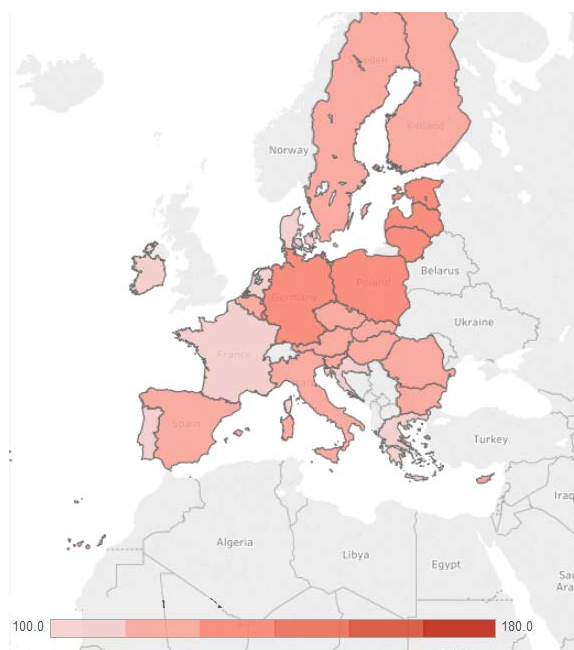 Sweden
Finland
Norway
Belarus
Germany
Poland
Ukraine
France
Spain
Turkey
Algeria
Libya
Egypt
Iraq
100.0
180.0